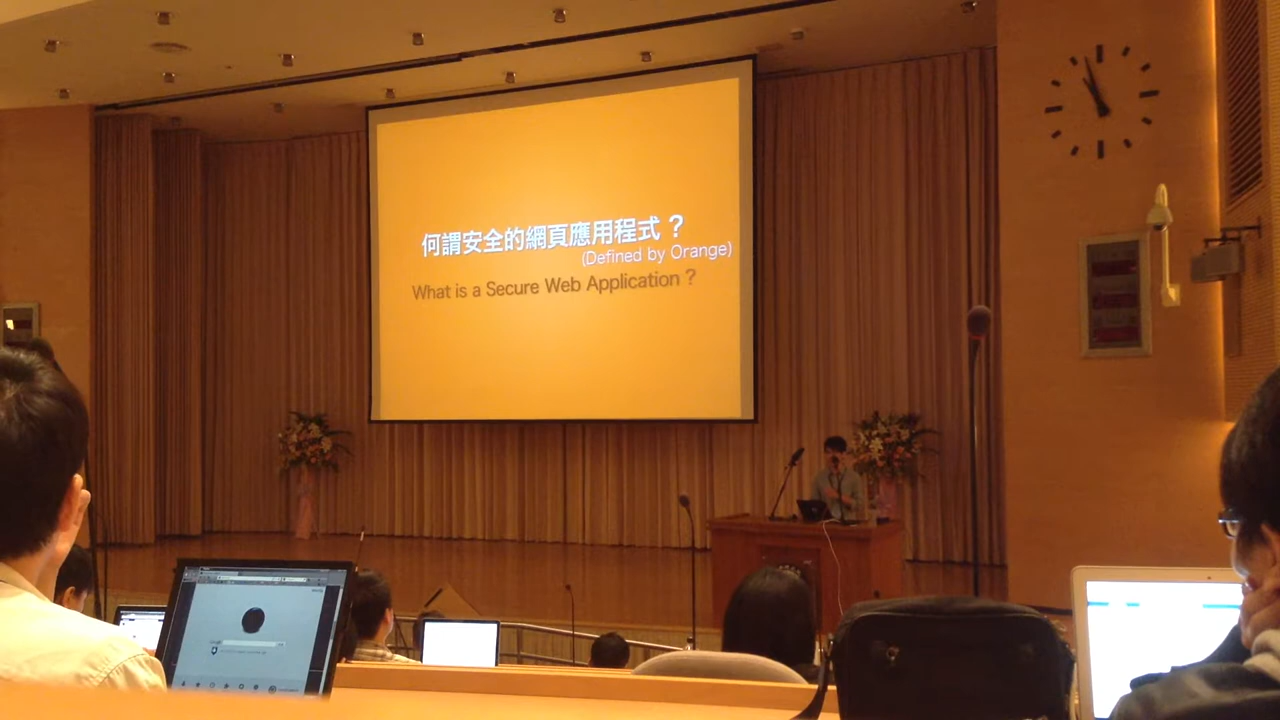 何謂安全的網頁應用程式？
(Defined by Orange)
What is a Secure Web Application ?